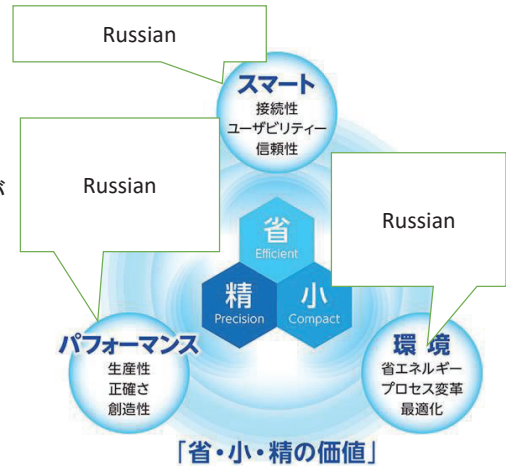 Russian
スマート
接続性
ユーザビリティー
信頼性
が
Russian
Russian
省
Efficient
精
Precision
小
Compact
パフォーマンス
生産性
正確さ
創造性
環 境
省エネルギー
プロセス変革
最適化
「省・小・精の価値」